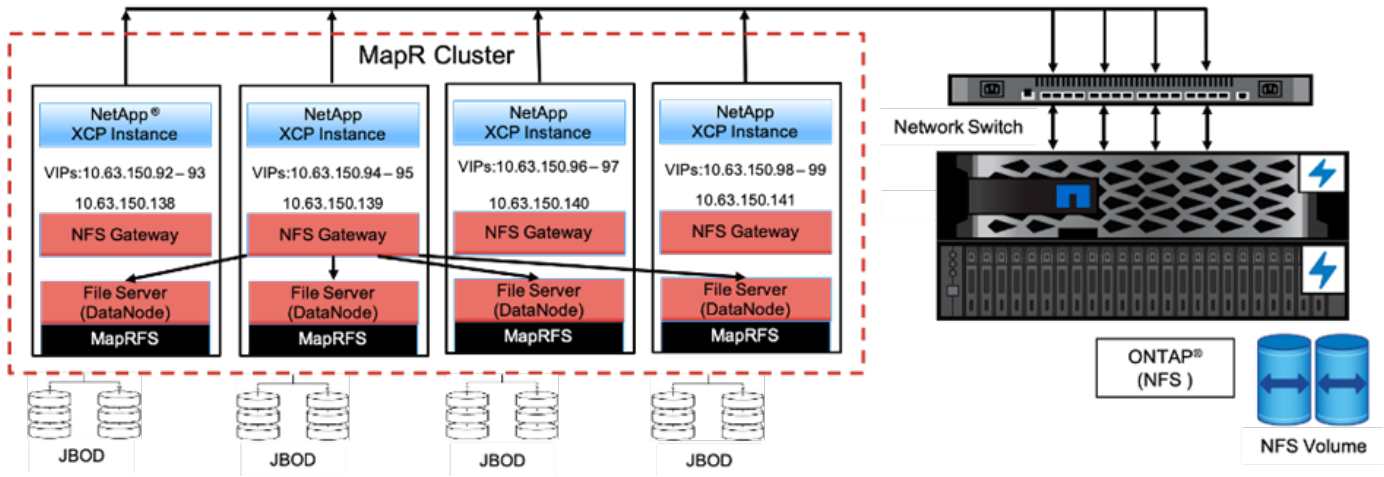 MapR Cluster
NetApp®
XCP Instance
VIPs:10.63.150.92–93
10.63.150.138
NFS Gateway
File Server
(DataNode)
MapRFS
JBOD
NetApp
XCP Instance
VIPs:10.63.150.94–95
10.63.150.139
NFS Gateway
File Server
(DataNode)
MapRFS
JBOD
NetApp
XCP Instance
VIPs:10.63.150.96–97
10.63.150.140
NFS Gateway
File Server
(DataNode)
MapRFS
JBOD
NetApp
XCP Instance
VIPs:10.63.150.98–99
10.63.150.141
NFS Gateway
File Server
(DataNode)
MapRFS
JBOD
Network Switch
ONTAP®
(NFS )
NFS Volume